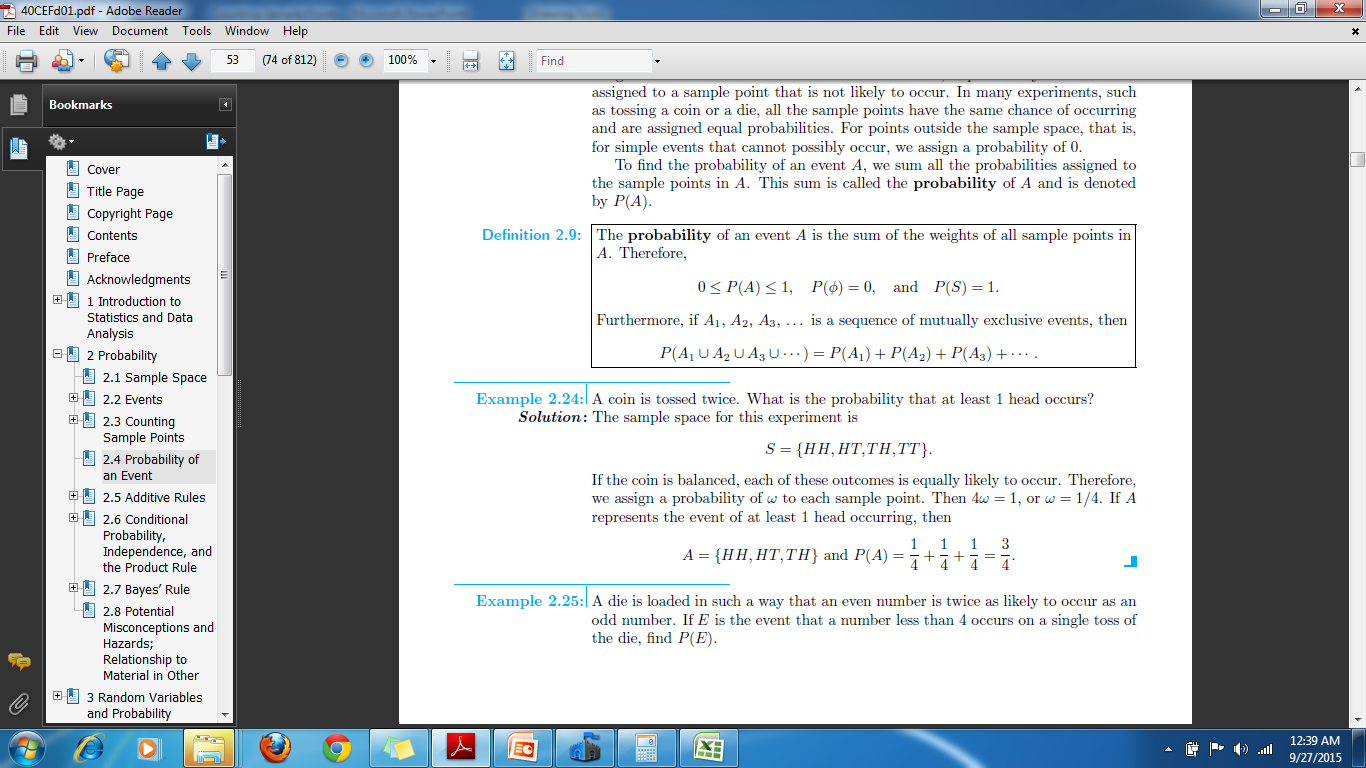 40CEFd01.pdf - Adobe Reader
File Edit View Document Tools Window Help
53 (74 of 812) 100% Find
Bookmarks
Cover
Title Page
Copyright Page
Contents
Preface
Acknowledgments
1 Introduction to
Statistics and Data
Analysis
2 Probability
2.1 Sample Space
2.2 Events
2.3 Counting
Sample Points
2.4 Probability of
an Event
2.5 Additive Rules
2.6 Conditional
Probability,
Independence, and
the Product Rule
2.7 Bayes' Rule
2.8 Potential
Misconceptions and
Hazards;
Relationship to
Material in Other
3 Random Variables
and Probability
assigned to a sample point that is not likely to occur. In many experiments, such
as tossing a coin or a die, all the sample points have the same chance of occurring
and are assigned equal probabilities. For points outside the sample space, that is,
for simple events that cannot possibly occur, we assign a probability of 0.
To find the probability of an event A, we sum all the probabilities assigned to
the sample points in A. This sum is called the probability of A and is denoted
by P(A).
Definition 2.9: The probability of an event A is the sum of the weights of all sample points in
A. Therefore,
0 ≤ P(A) ≤ 1, P(ϕ) = 0, and P(S) = 1.
Furthermore, if A₁, A₂, A₃, ... is a sequence of mutually exclusive events, then
P(A₁ ∪ A₂ ∪ A₃ ∪ ···) = P(A₁) + P(A₂) + P(A₃) + ··· .
Example 2.24: A coin is tossed twice. What is the probability that at least 1 head occurs?
Solution: The sample space for this experiment is
S = {HH, HT, TH, TT}.
If the coin is balanced, each of these outcomes is equally likely to occur. Therefore,
we assign a probability of ω to each sample point. Then 4ω = 1, or ω = 1/4. If A
represents the event of at least 1 head occurring, then
A = {HH, HT, TH} and P(A) = 1/4 + 1/4 + 1/4 = 3/4.
Example 2.25: A die is loaded in such a way that an even number is twice as likely to occur as an
odd number. If E is the event that a number less than 4 occurs on a single toss of
the die, find P(E).
12:39 AM
9/27/2015